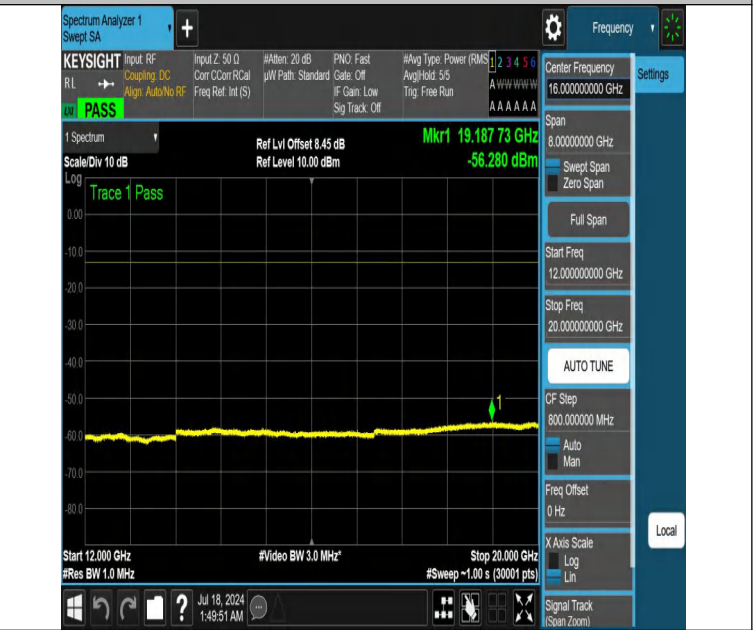 Spectrum Analyzer 1
Swept SA
+
Frequency
KEYSIGHT
RL
PASS
Input: RF
Coupling: DC
Align: Auto/No RF
Input Z: 50 Ω
Corr CCorr RCal
Freq Ref: Int (S)
#Atten: 20 dB
µW Path: Standard
PNO: Fast
Gate: Off
IF Gain: Low
Sig Track: Off
#Avg Type: Power (RMS
Avg|Hold: 5/5
Trig: Free Run
1 2 3 4 5 6
A W W W W W
A A A A A A
1 Spectrum
Scale/Div 10 dB
Ref Lvl Offset 8.45 dB
Ref Level 10.00 dBm
Mkr1 19.187 73 GHz
-56.280 dBm
Log
Trace 1 Pass
0.00
-10.0
-20.0
-30.0
-40.0
-50.0
-60.0
-70.0
-80.0
1
Start 12.000 GHz
#Res BW 1.0 MHz
#Video BW 3.0 MHz*
Stop 20.000 GHz
#Sweep ~1.00 s (30001 pts)
Jul 18, 2024
1:49:51 AM
Settings
Center Frequency
16.000000000 GHz
Span
8.00000000 GHz
Swept Span
Zero Span
Full Span
Start Freq
12.000000000 GHz
Stop Freq
20.000000000 GHz
AUTO TUNE
CF Step
800.000000 MHz
Auto
Man
Freq Offset
0 Hz
X Axis Scale
Log
Lin
Signal Track
(Span Zoom)
Local